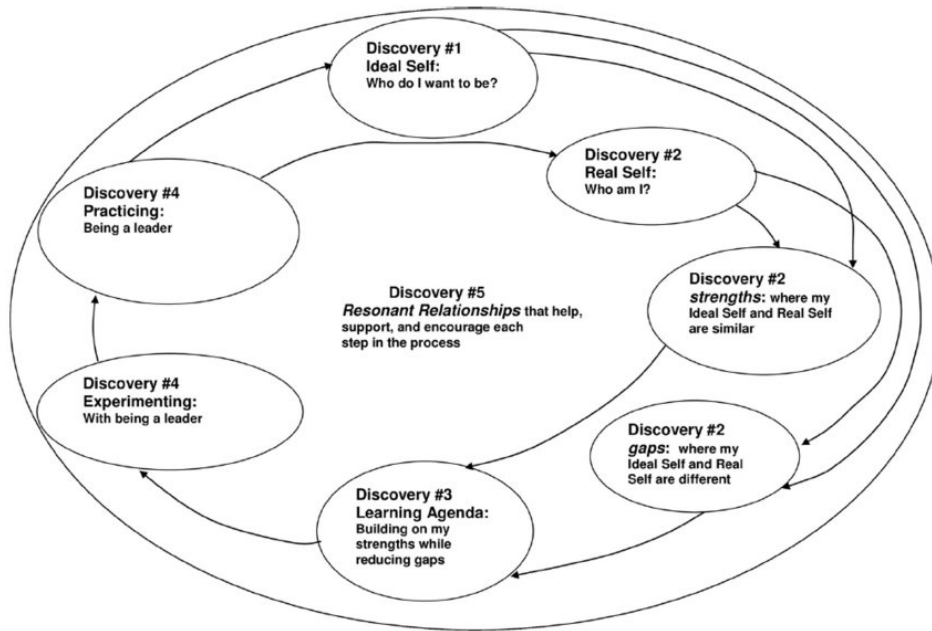 Discovery #1
Ideal Self:
Who do I want to be?
Discovery #2
Real Self:
Who am I?
Discovery #4
Practicing:
Being a leader
Discovery #2
strengths: where my
Ideal Self and Real Self
are similar
Discovery #5
Resonant Relationships that help,
support, and encourage each
step in the process
Discovery #4
Experimenting:
With being a leader
Discovery #2
gaps: where my
Ideal Self and Real
Self are different
Discovery #3
Learning Agenda:
Building on my
strengths while
reducing gaps